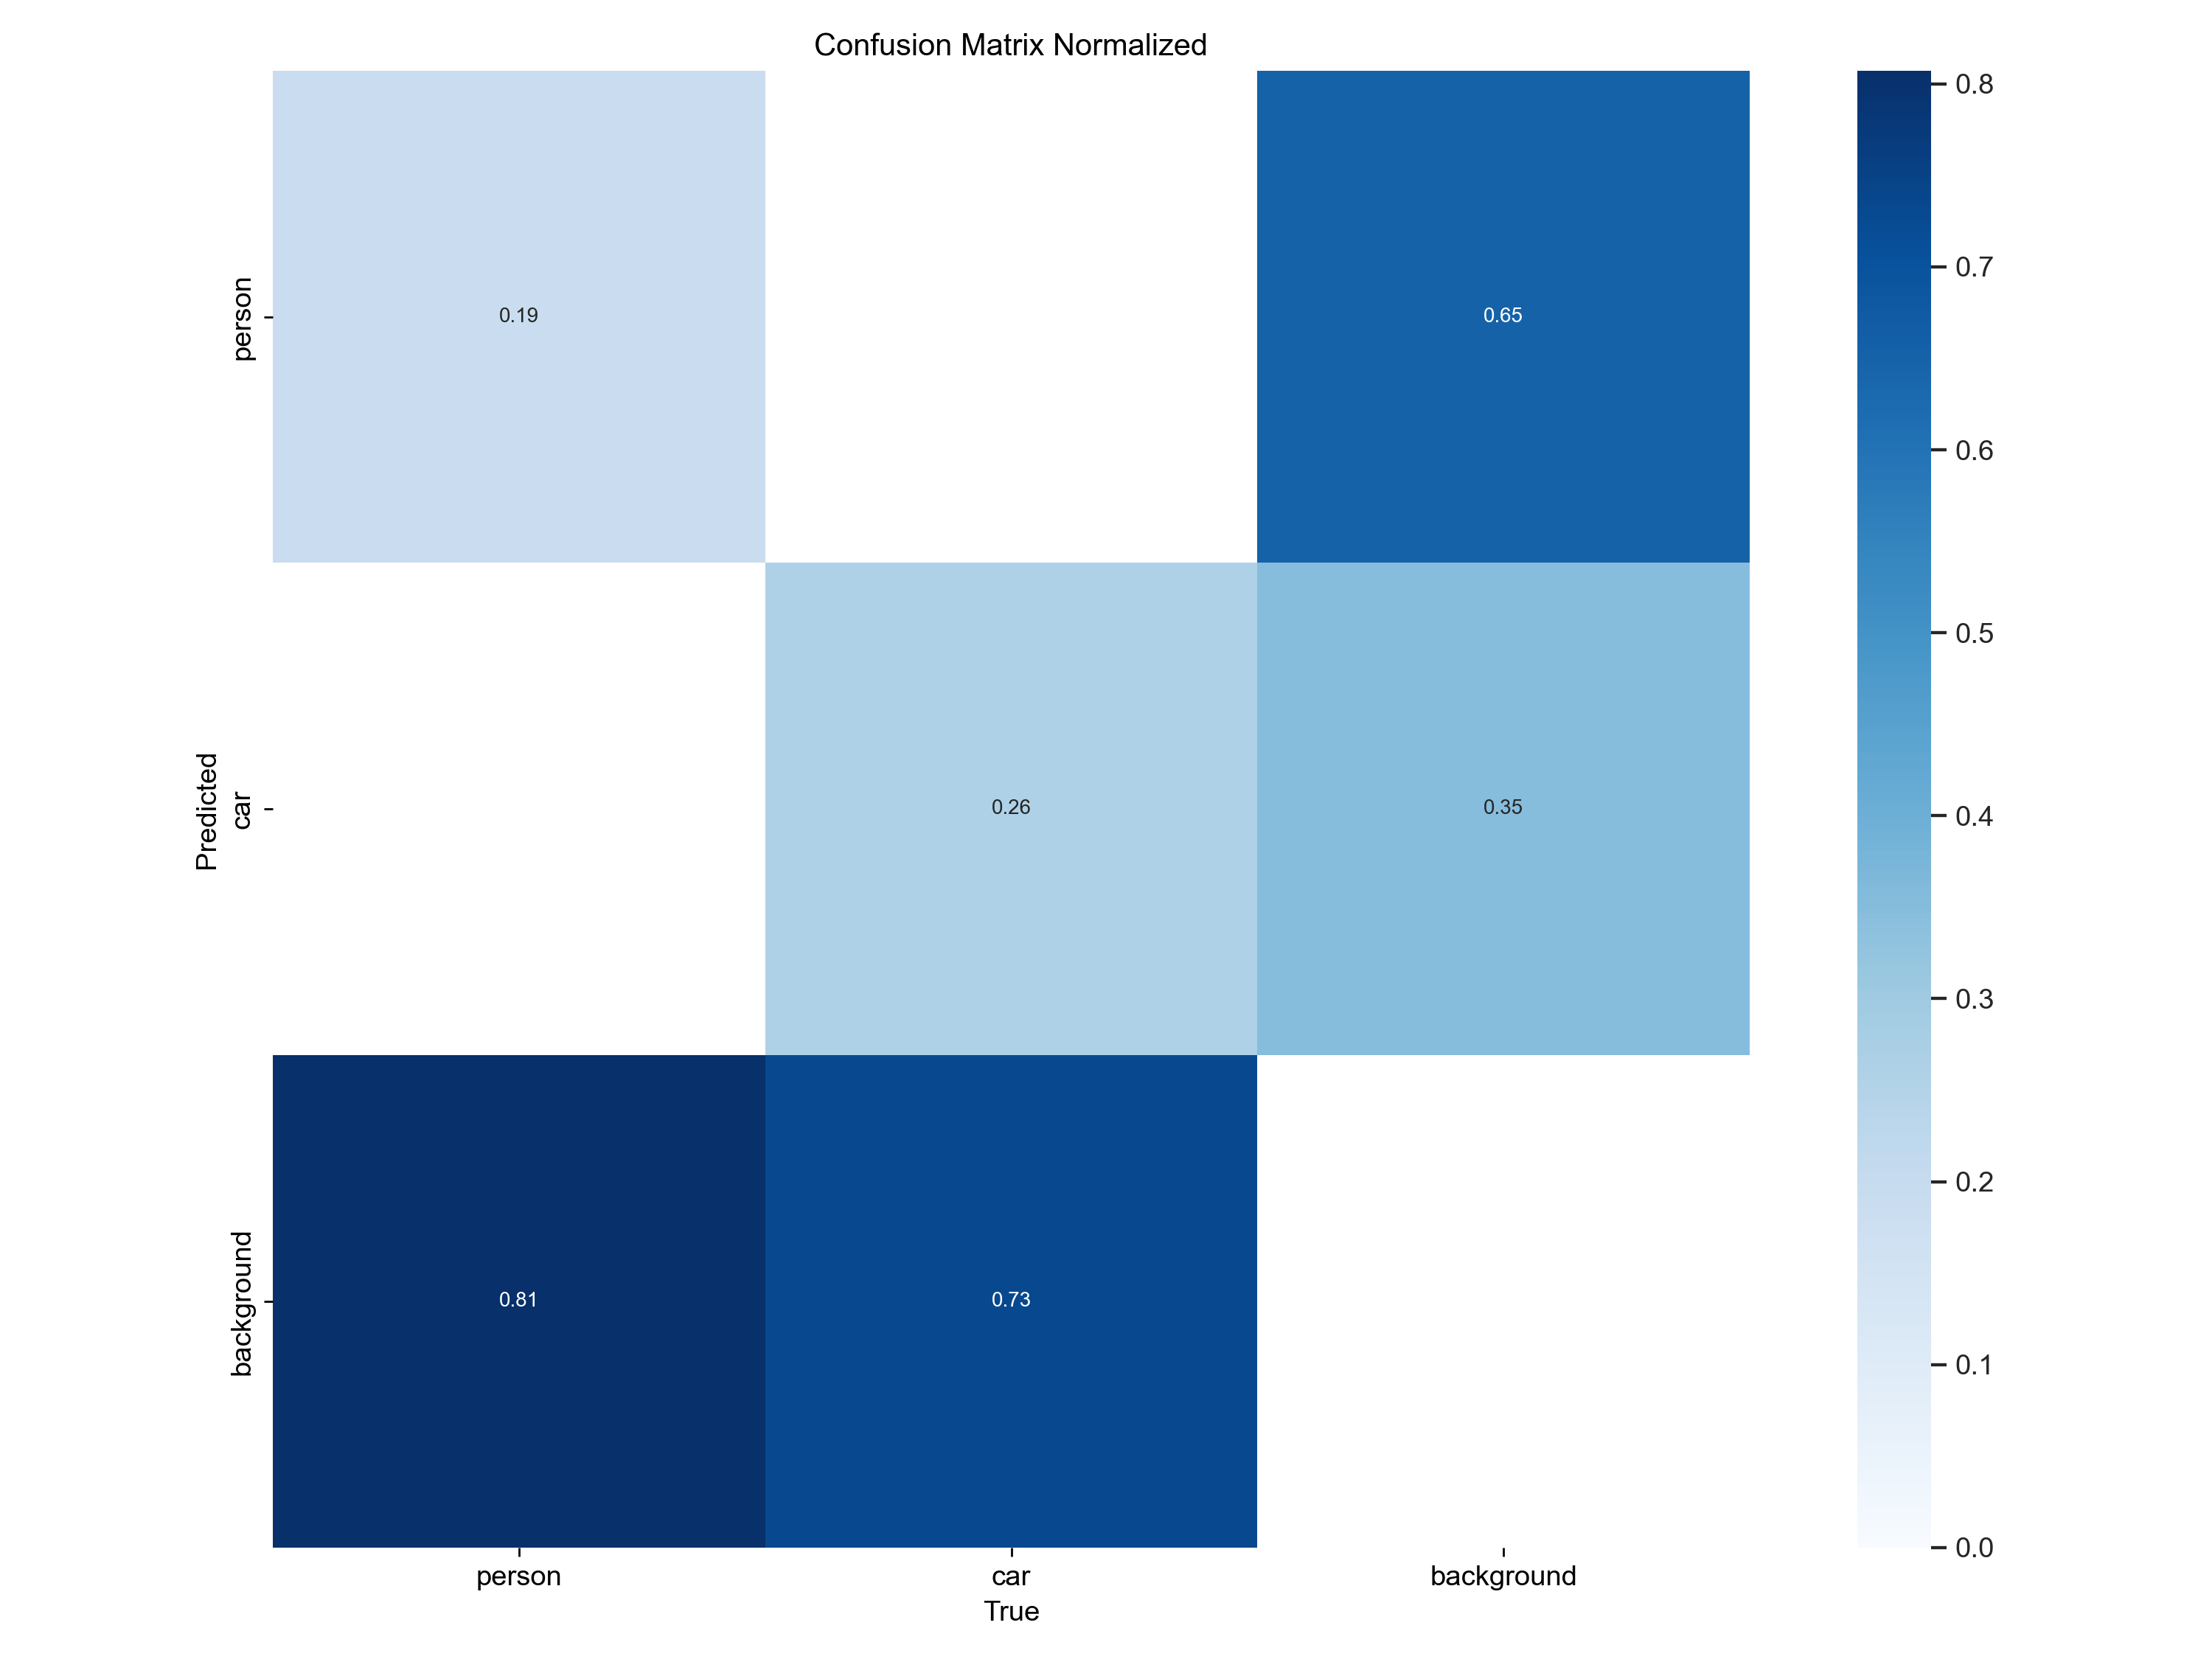 Confusion Matrix Normalized
person
0.19
0.65
0.8
0.7
0.6
0.5
0.4
0.3
0.2
0.1
0.0
Predicted
car
0.26
0.35
background
0.81
0.73
person
car
background
True